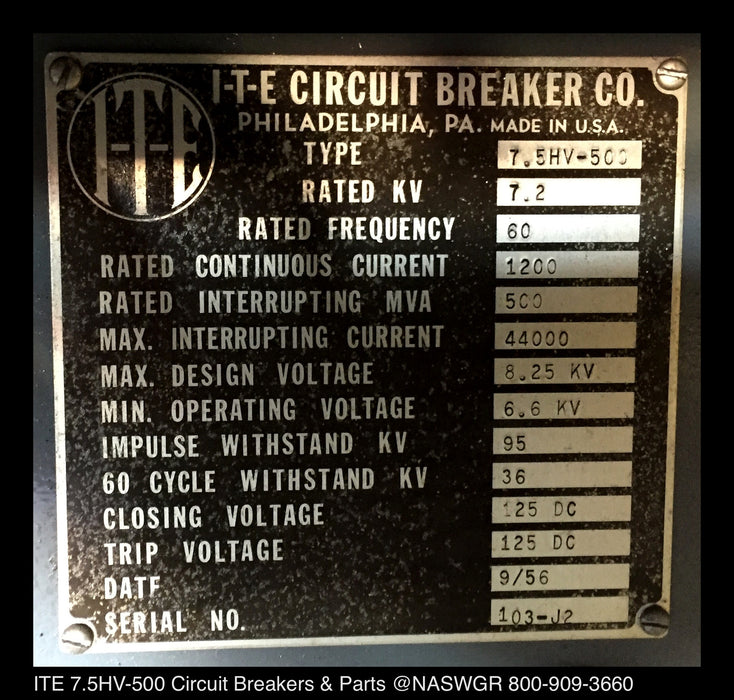 I-T-E
I-T-E CIRCUIT BREAKER CO.
PHILADELPHIA, PA. MADE IN U.S.A.
TYPE 7.5HV-500
RATED KV 7.2
RATED FREQUENCY 60
RATED CONTINUOUS CURRENT 1200
RATED INTERRUPTING MVA 500
MAX. INTERRUPTING CURRENT 44000
MAX. DESIGN VOLTAGE 8.25 KV
MIN. OPERATING VOLTAGE 6.6 KV
IMPULSE WITHSTAND KV 95
60 CYCLE WITHSTAND KV 36
CLOSING VOLTAGE 125 DC
TRIP VOLTAGE 125 DC
DATE 9/56
SERIAL NO. 103-J2
ITE 7.5HV-500 Circuit Breakers & Parts @NASWGR 800-909-3660